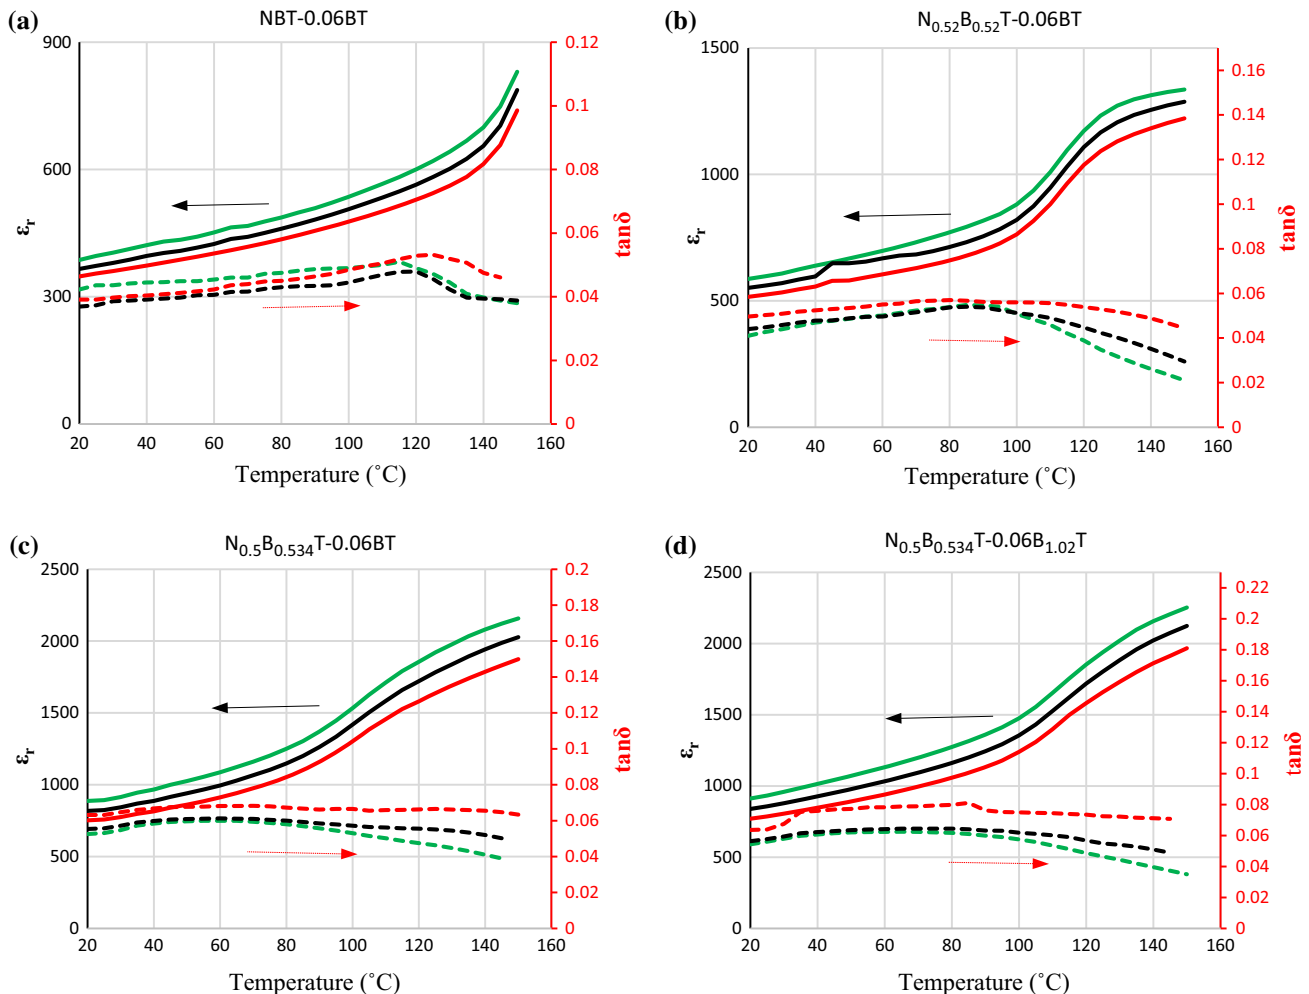 (a)
NBT-0.06BT
900
600
300
0
0.12
0.1
0.08
0.06
0.04
0.02
0
20 40 60 80 100 120 140 160
εr
tanδ
Temperature (˚C)
(b)
N0.52B0.52T-0.06BT
1500
1000
500
0
0.16
0.14
0.12
0.1
0.08
0.06
0.04
0.02
0
20 40 60 80 100 120 140 160
εr
tanδ
Temperature (˚C)
(c)
N0.5B0.534T-0.06BT
2500
2000
1500
1000
500
0
0.2
0.18
0.16
0.14
0.12
0.1
0.08
0.06
0.04
0.02
0
20 40 60 80 100 120 140 160
εr
tanδ
Temperature (˚C)
(d)
N0.5B0.534T-0.06B1.02T
2500
2000
1500
1000
500
0
0.22
0.2
0.18
0.16
0.14
0.12
0.1
0.08
0.06
0.04
0.02
0
20 40 60 80 100 120 140 160
εr
tanδ
Temperature (˚C)